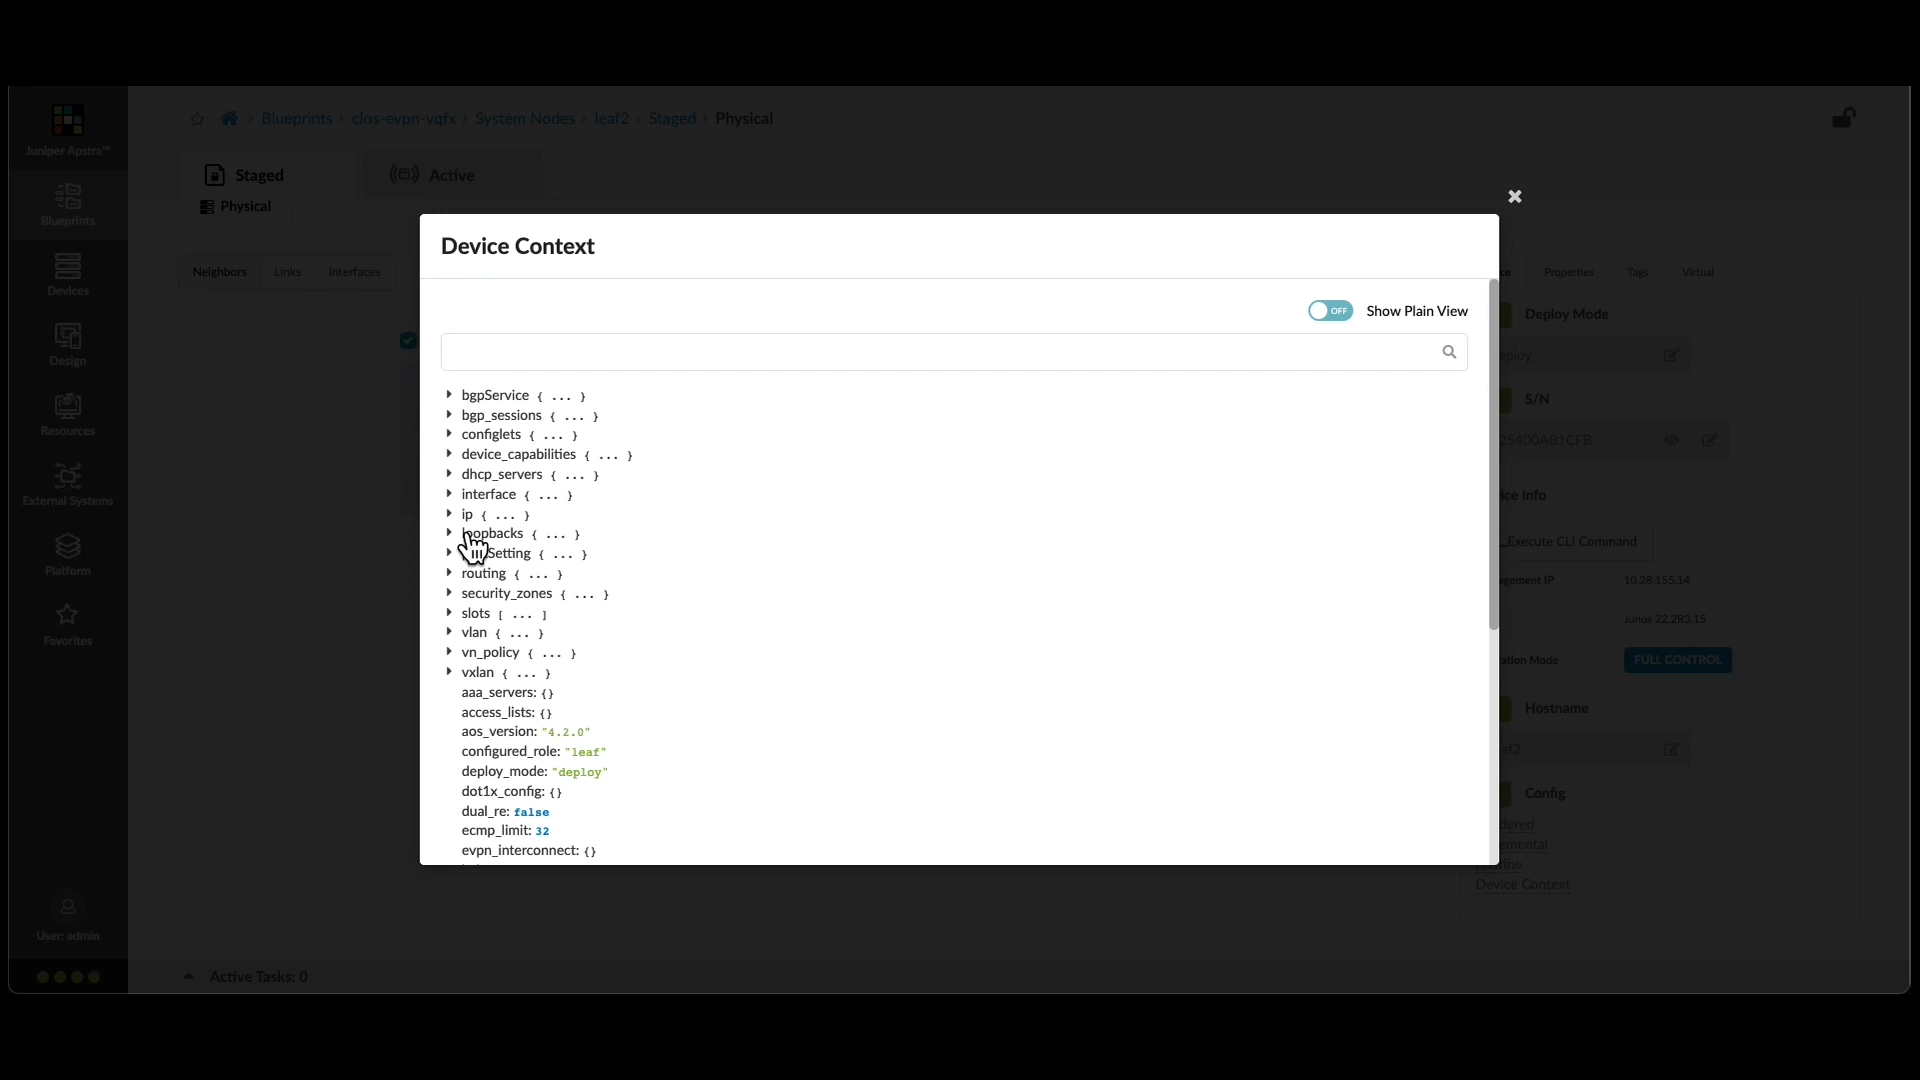 Juniper Apstra™
Blueprints
Devices
Design
Resources
External Systems
Platform
Favorites
User: admin
Blueprints › clos-evpn-vqfx › System Nodes › leaf2 › Staged › Physical
Staged
Active
Physical
Neighbors Links Interfaces
Device Context
OFF Show Plain View
bgpService { ... }
bgp_sessions { ... }
configlets { ... }
device_capabilities { ... }
dhcp_servers { ... }
interface { ... }
ip { ... }
loopbacks { ... }
Setting { ... }
routing { ... }
security_zones { ... }
slots [ ... ]
vlan { ... }
vn_policy { ... }
vxlan { ... }
aaa_servers: {}
access_lists: {}
aos_version: "4.2.0"
configured_role: "leaf"
deploy_mode: "deploy"
dot1x_config: {}
dual_re: false
ecmp_limit: 32
evpn_interconnect: {}
Properties Tags Virtual
Deploy Mode
S/N
25400AB1CFB
Execute CLI Command
10.28.155.14
Junos 22.2R3.15
FULL CONTROL
Hostname
Config
Device Context
Active Tasks: 0